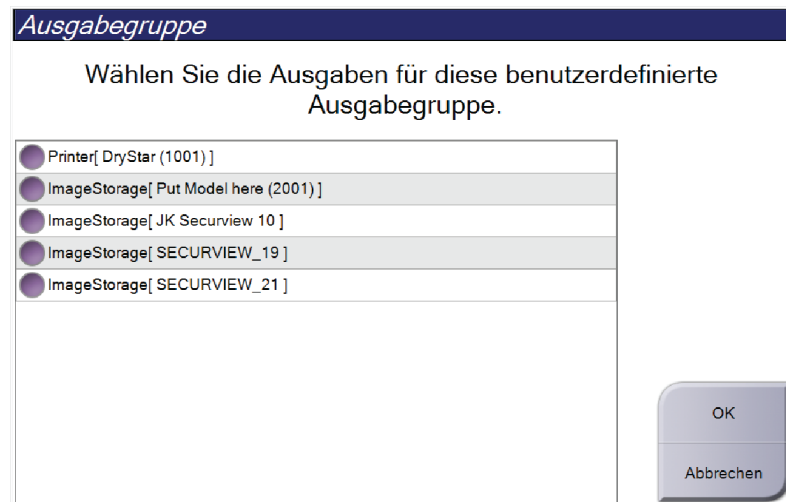 Ausgabegruppe
Wählen Sie die Ausgaben für diese benutzerdefinierte
Ausgabegruppe.
Printer[ DryStar (1001) ]
ImageStorage[ Put Model here (2001) ]
ImageStorage[ JK Securview 10 ]
ImageStorage[ SECURVIEW_19 ]
ImageStorage[ SECURVIEW_21 ]
OK
Abbrechen